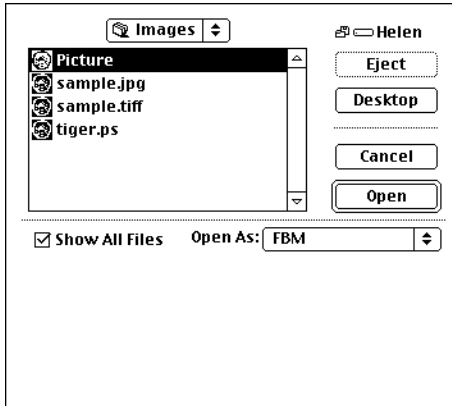 Images
Helen
Picture
sample.jpg
sample.tiff
tiger.ps
Eject
Desktop
Cancel
Open
Show All Files
Open As: FBM